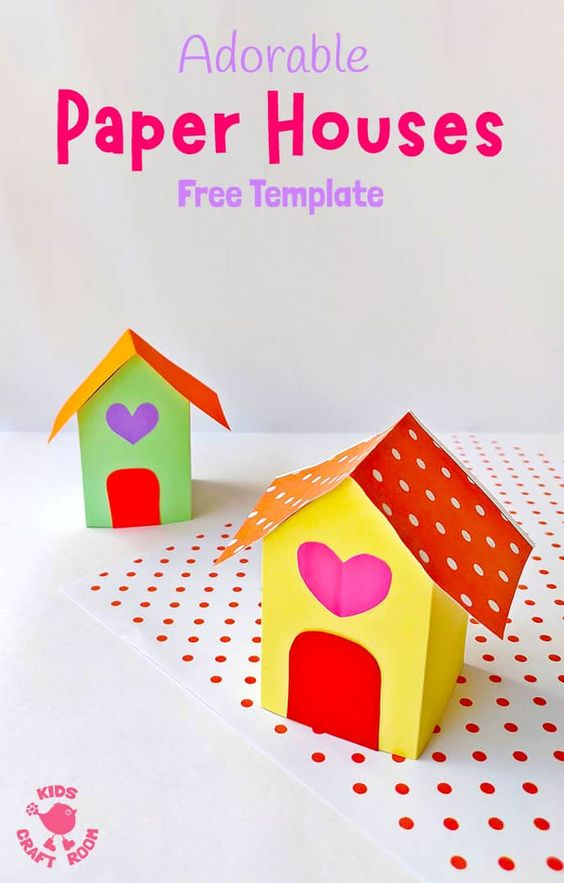 Adorable
Paper Houses
Free Template
KIDS
CRAFT ROOM